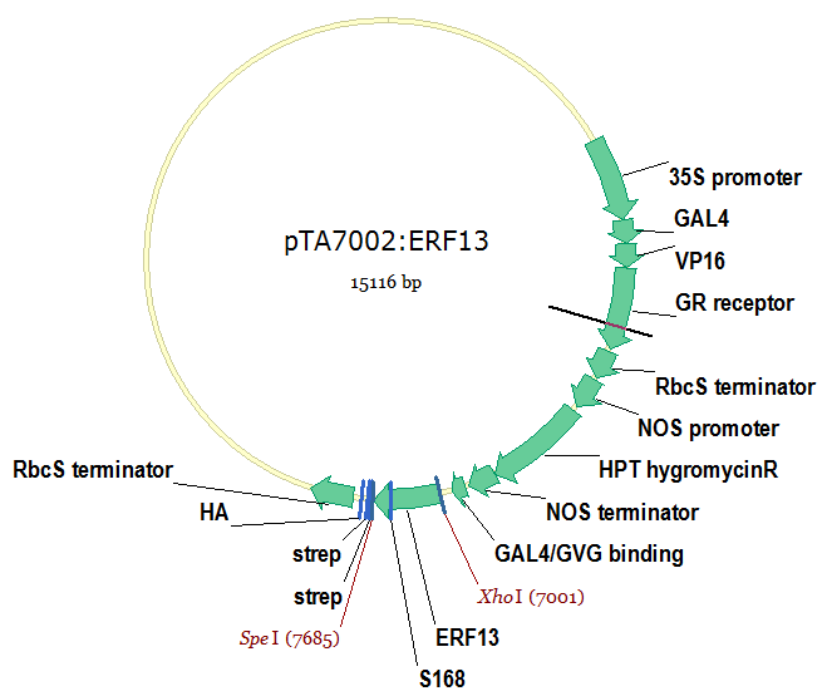 pTA7002:ERF13
15116 bp
35S promoter
GAL4
VP16
GR receptor
RbcS terminator
NOS promoter
HPT hygromycinR
NOS terminator
GAL4/GVG binding
XhoI (7001)
ERF13
S168
SpeI (7685)
strep
strep
HA
RbcS terminator